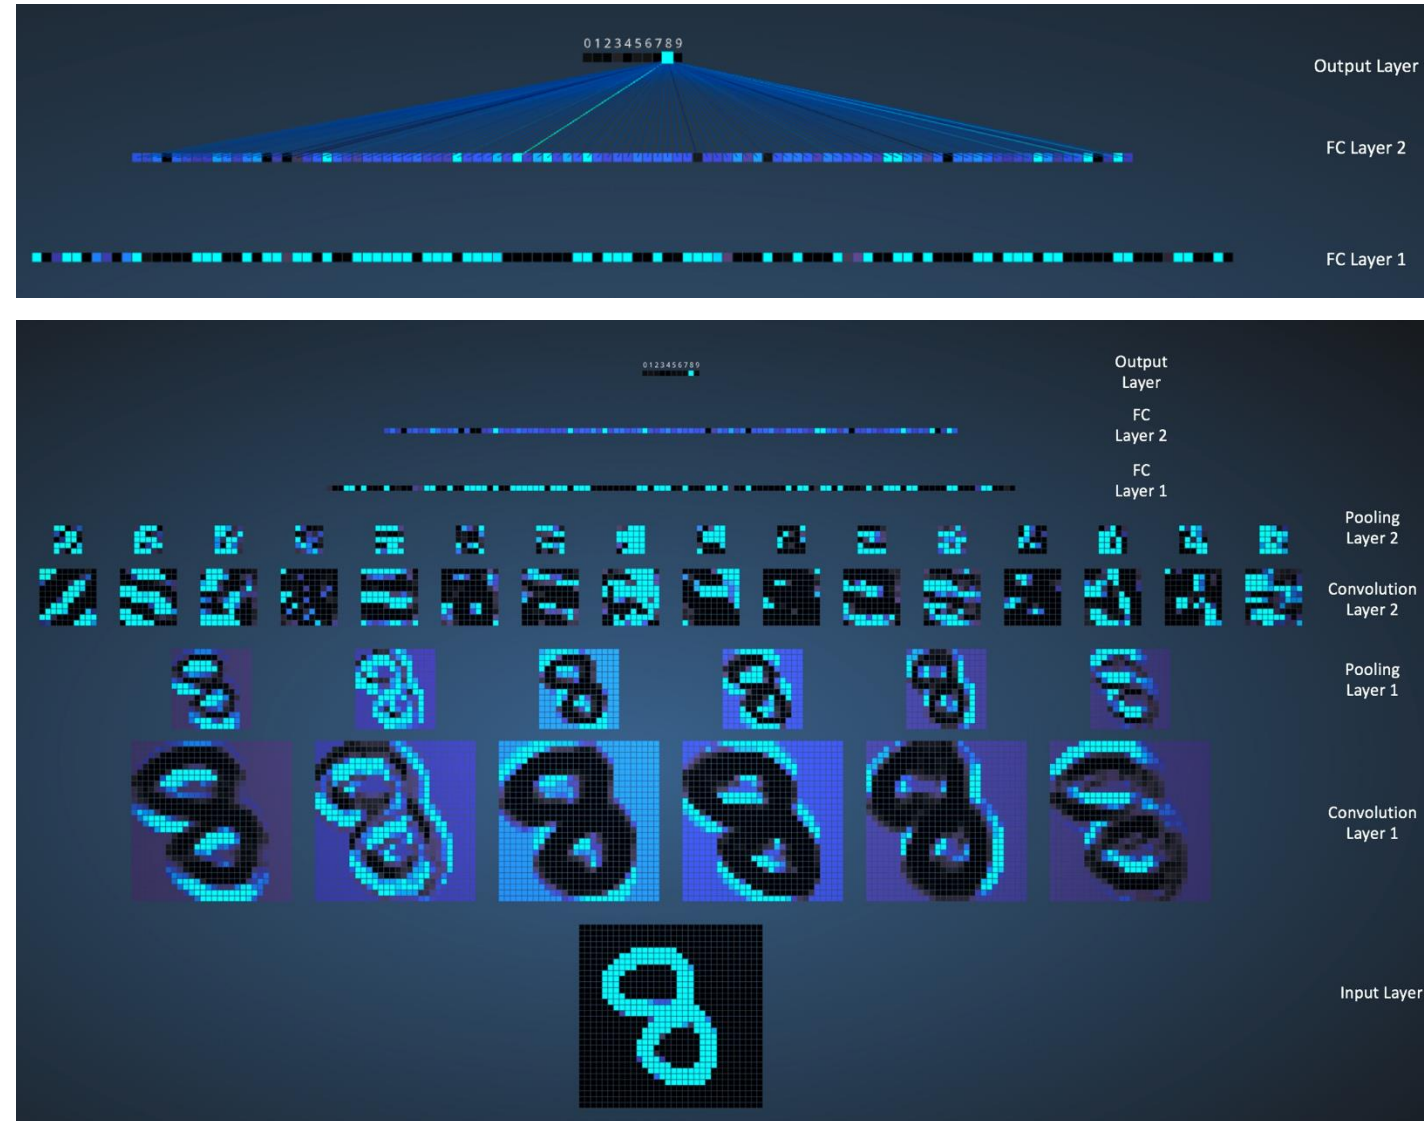 0123456789
Output Layer
FC Layer 2
FC Layer 1
0123456789
Output
Layer
FC
Layer 2
FC
Layer 1
Pooling
Layer 2
Convolution
Layer 2
Pooling
Layer 1
Convolution
Layer 1
Input Layer